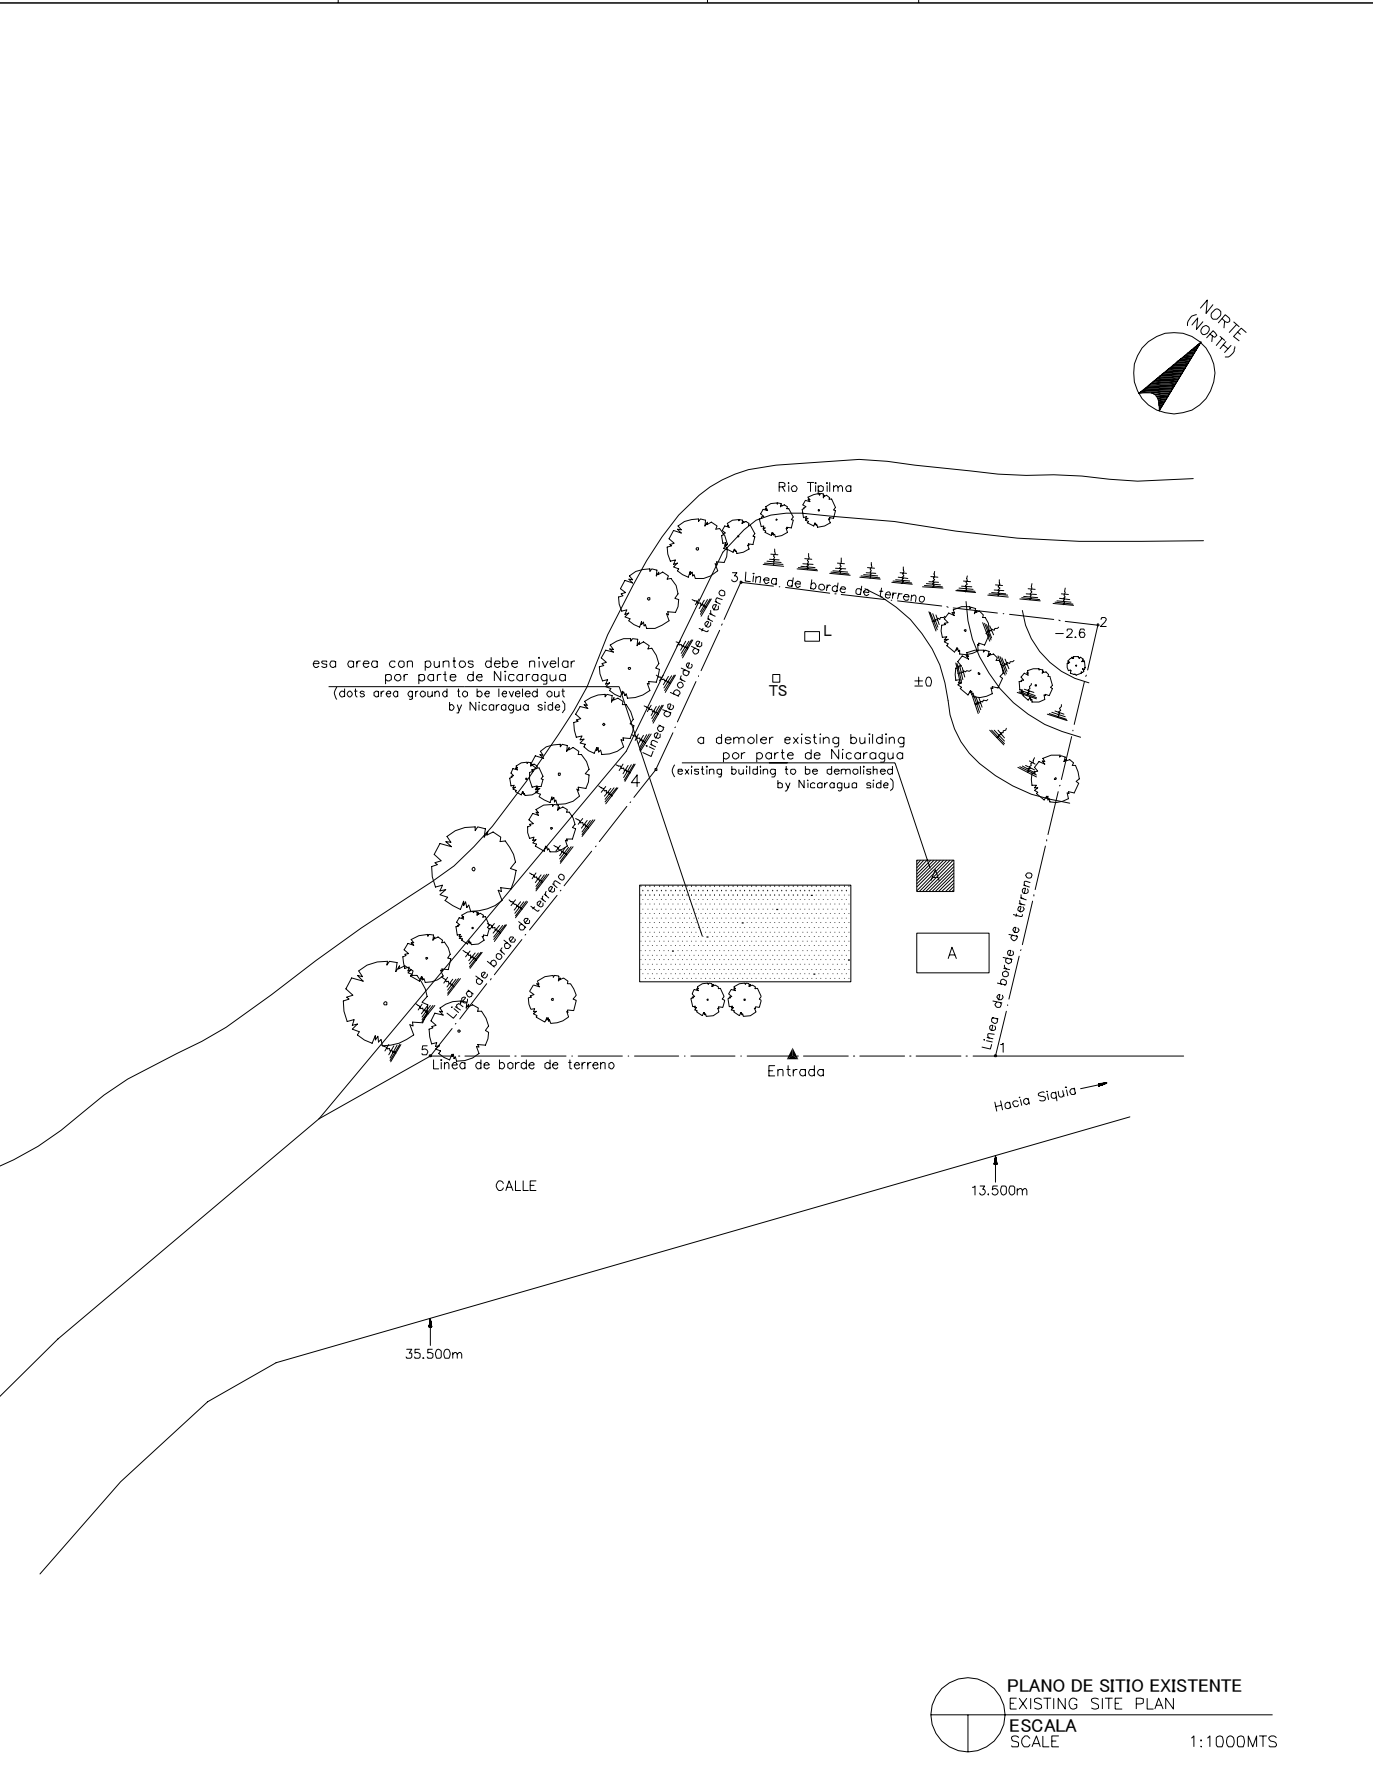 NORTE
(NORTH)
Rio Tipilma
3
Linea de borde de terreno
2
-2.6
L
TS
±0
Linea de borde de terreno
esa area con puntos debe nivelar
por parte de Nicaragua
(dots area ground to be leveled out
by Nicaragua side)
a demoler existing building
por parte de Nicaragua
(existing building to be demolished
by Nicaragua side)
4
A
A
Linea de borde de terreno
Linea de borde de terreno
5
Linea de borde de terreno
Entrada
1
Hacia Siquia
CALLE
13.500m
35.500m
PLANO DE SITIO EXISTENTE
EXISTING SITE PLAN
ESCALA
SCALE 1:1000MTS